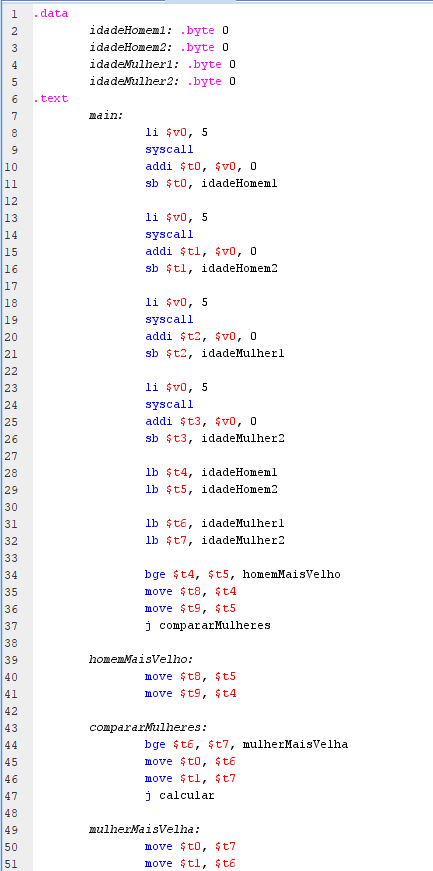 1 .data
2 idadeHomem1: .byte 0
3 idadeHomem2: .byte 0
4 idadeMulher1: .byte 0
5 idadeMulher2: .byte 0
6 .text
7 main:
8 li $v0, 5
9 syscall
10 addi $t0, $v0, 0
11 sb $t0, idadeHomem1
12
13 li $v0, 5
14 syscall
15 addi $t1, $v0, 0
16 sb $t1, idadeHomem2
17
18 li $v0, 5
19 syscall
20 addi $t2, $v0, 0
21 sb $t2, idadeMulher1
22
23 li $v0, 5
24 syscall
25 addi $t3, $v0, 0
26 sb $t3, idadeMulher2
27
28 lb $t4, idadeHomem1
29 lb $t5, idadeHomem2
30
31 lb $t6, idadeMulher1
32 lb $t7, idadeMulher2
33
34 bge $t4, $t5, homemMaisVelho
35 move $t8, $t4
36 move $t9, $t5
37 j compararMulheres
38
39 homemMaisVelho:
40 move $t8, $t5
41 move $t9, $t4
42
43 compararMulheres:
44 bge $t6, $t7, mulherMaisVelha
45 move $t0, $t6
46 move $t1, $t7
47 j calcular
48
49 mulherMaisVelha:
50 move $t0, $t7
51 move $t1, $t6